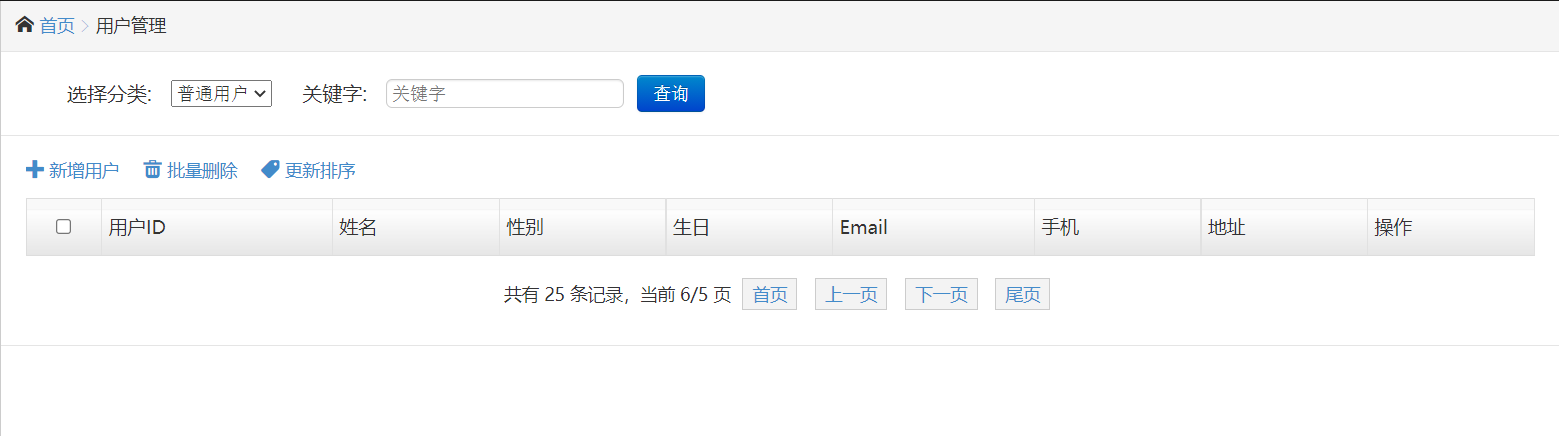 首页 > 用户管理
选择分类: 普通用户 关键字: 关键字 查询
新增用户 批量删除 更新排序
用户ID 姓名 性别 生日 Email 手机 地址 操作
共有 25 条记录，当前 6/5 页 首页 上一页 下一页 尾页